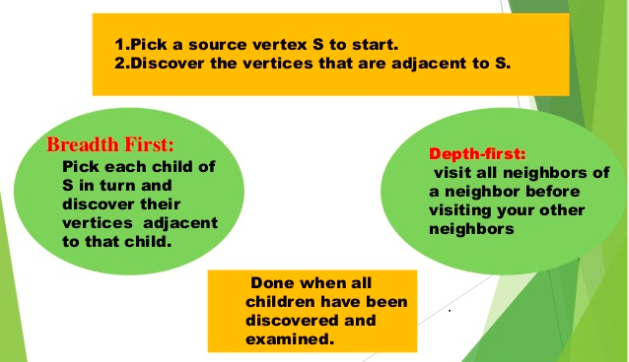 1.Pick a source vertex S to start.
2.Discover the vertices that are adjacent to S.
Breadth First:
Pick each child of
S in turn and
discover their
vertices adjacent
to that child.
Depth-first:
visit all neighbors of
a neighbor before
visiting your other
neighbors
Done when all
children have been
discovered and
examined.
.